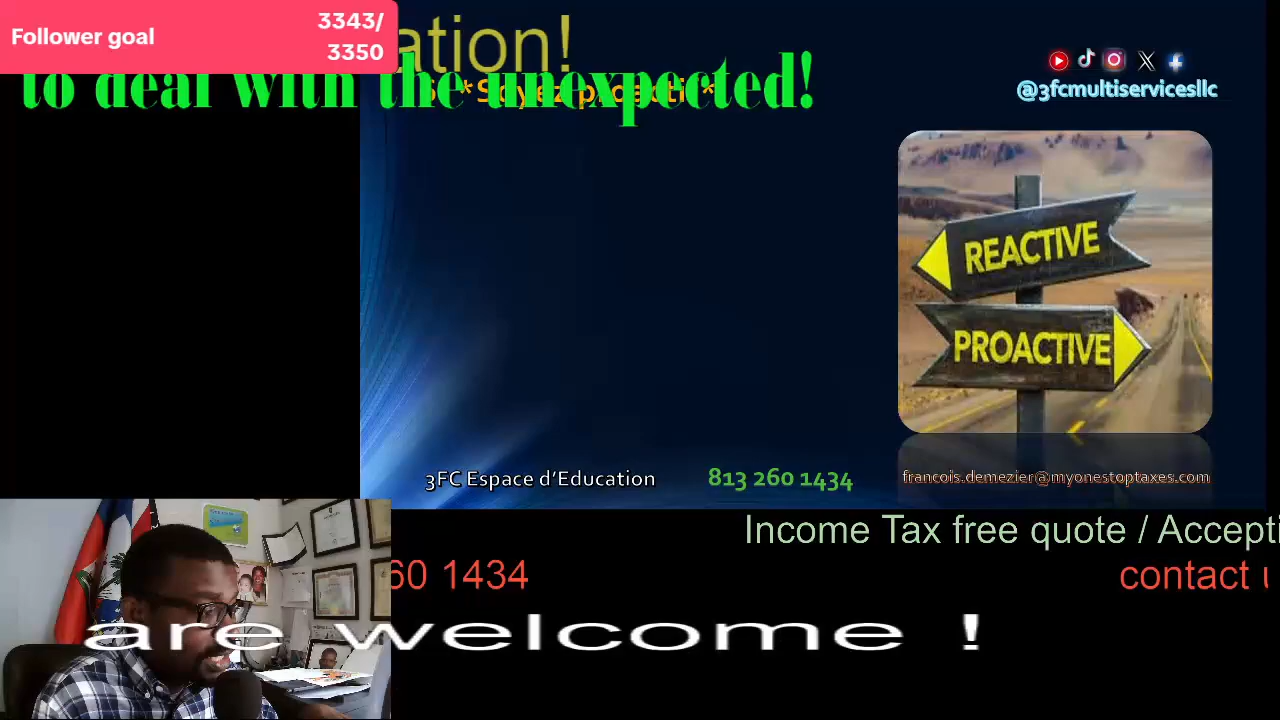 Follower goal
3343/
3350
ation!
to deal with the unexpected!
@3fcmultiservicesllc
REACTIVE
PROACTIVE
3FC Espace d'Education
813 260 1434
francois.demezier@myonestoptaxes.com
Income Tax free quote / Accepti
60 1434
contact u
are welcome !